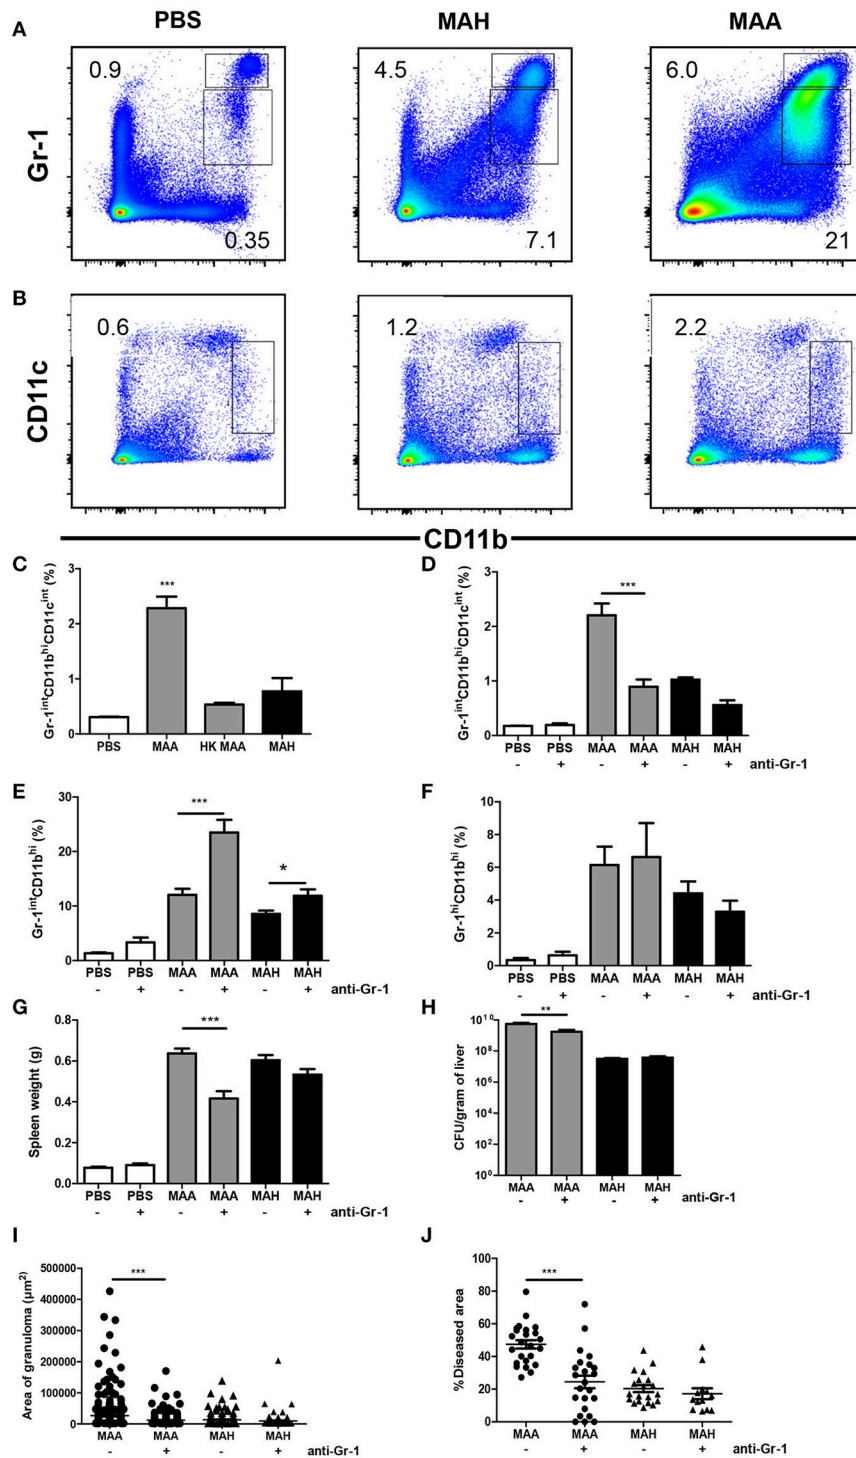 PBS MAH MAA
A
Gr-1
0.9 4.5 6.0
0.35 7.1 21
B
CD11c
0.6 1.2 2.2
CD11b
C
Gr-1intCD11bhiCD11cint (%)
3
2
1
0
***
PBS MAA HK MAA MAH
D
Gr-1intCD11bhiCD11cint (%)
3
2
1
0
***
PBS PBS MAA MAA MAH MAH
- + - + - + anti-Gr-1
E
Gr-1intCD11bhi (%)
30
20
10
0
*** *
PBS PBS MAA MAA MAH MAH
- + - + - + anti-Gr-1
F
Gr-1hiCD11bhi (%)
10
8
6
4
2
0
PBS PBS MAA MAA MAH MAH
- + - + - + anti-Gr-1
G
Spleen weight (g)
0.8
0.6
0.4
0.2
0.0
***
PBS PBS MAA MAA MAH MAH
- + - + - + anti-Gr-1
H
CFU/gram of liver
10^10
10^8
10^6
10^4
10^2
10^0
**
MAA MAA MAH MAH
- + - + anti-Gr-1
I
Area of granuloma (µm²)
500000
400000
300000
200000
100000
0
***
MAA MAA MAH MAH
- + - + anti-Gr-1
J
% Diseased area
100
80
60
40
20
0
***
MAA MAA MAH MAH
- + - + anti-Gr-1